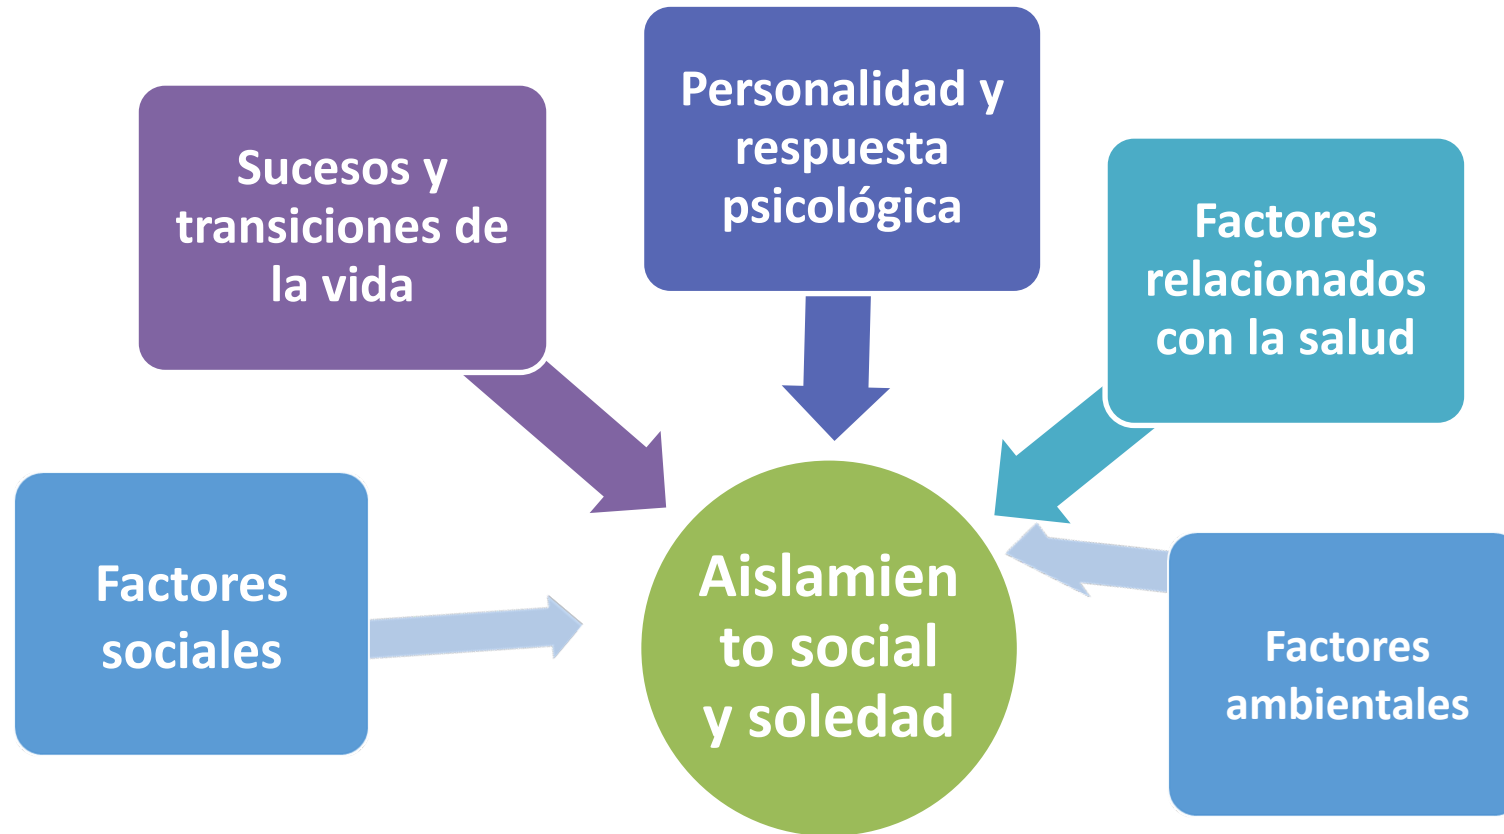 Personalidad y
respuesta
psicológica
Sucesos y
transiciones de
la vida
Factores
relacionados
con la salud
Factores
sociales
Aislamien
to social
y soledad
Factores
ambientales